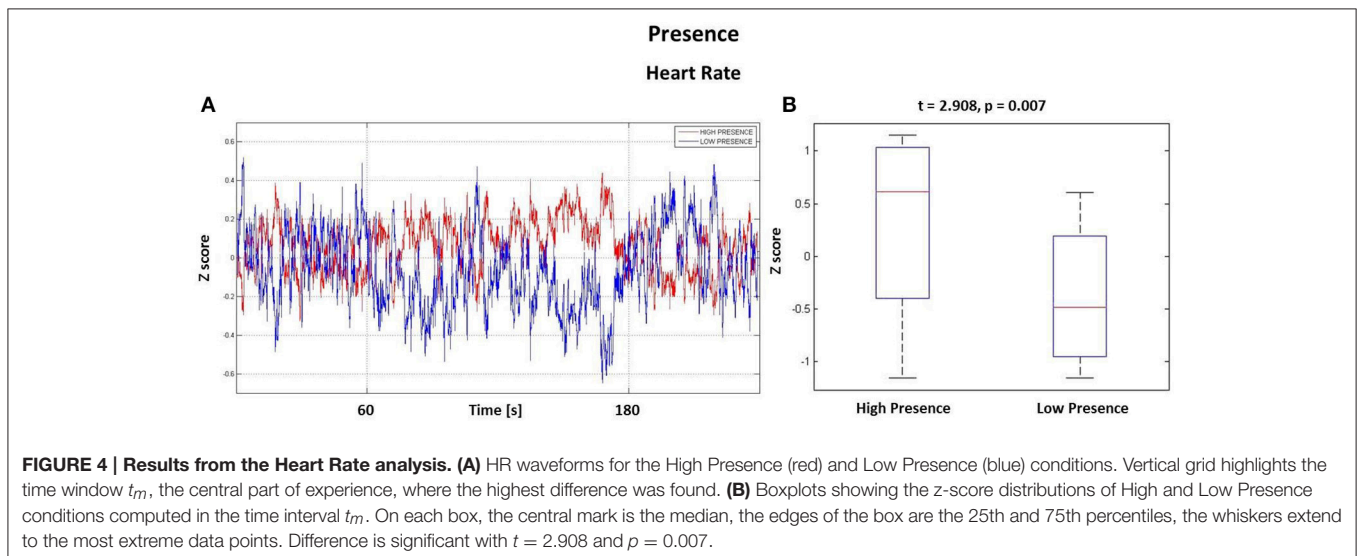 Presence
Heart Rate
A
HIGH PRESENCE
LOW PRESENCE
0.6
0.4
0.2
0
-0.2
-0.4
-0.6
Z score
60
Time [s]
180
B
t = 2.908, p = 0.007
1
0.5
0
-0.5
-1
Z score
High Presence
Low Presence
FIGURE 4 | Results from the Heart Rate analysis. (A) HR waveforms for the High Presence (red) and Low Presence (blue) conditions. Vertical grid highlights the
time window tm, the central part of experience, where the highest difference was found. (B) Boxplots showing the z-score distributions of High and Low Presence
conditions computed in the time interval tm. On each box, the central mark is the median, the edges of the box are the 25th and 75th percentiles, the whiskers extend
to the most extreme data points. Difference is significant with t = 2.908 and p = 0.007.